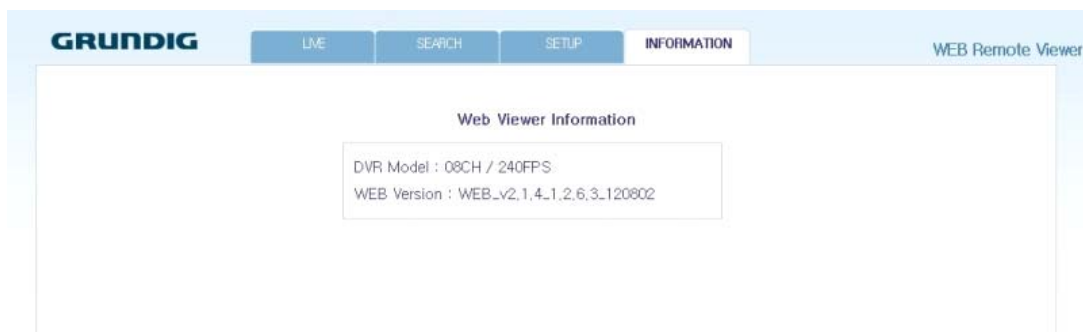 GRUNDIG LIVE SEARCH SETUP INFORMATION WEB Remote Viewer
Web Viewer Information
DVR Model : 08CH / 240FPS
WEB Version : WEB_v2,1,4_1,2,6,3_120802